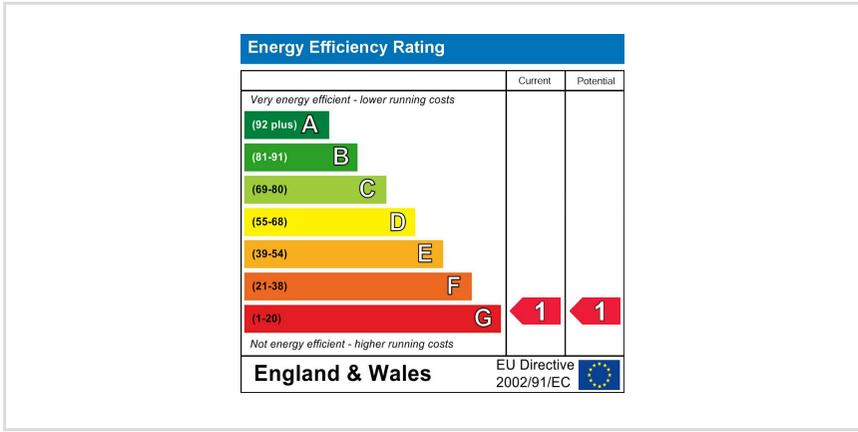 Energy Efficiency Rating
Current Potential
Very energy efficient - lower running costs
(92 plus) A
(81-91) B
(69-80) C
(55-68) D
(39-54) E
(21-38) F
(1-20) G 1 1
Not energy efficient - higher running costs
England & Wales
EU Directive
2002/91/EC